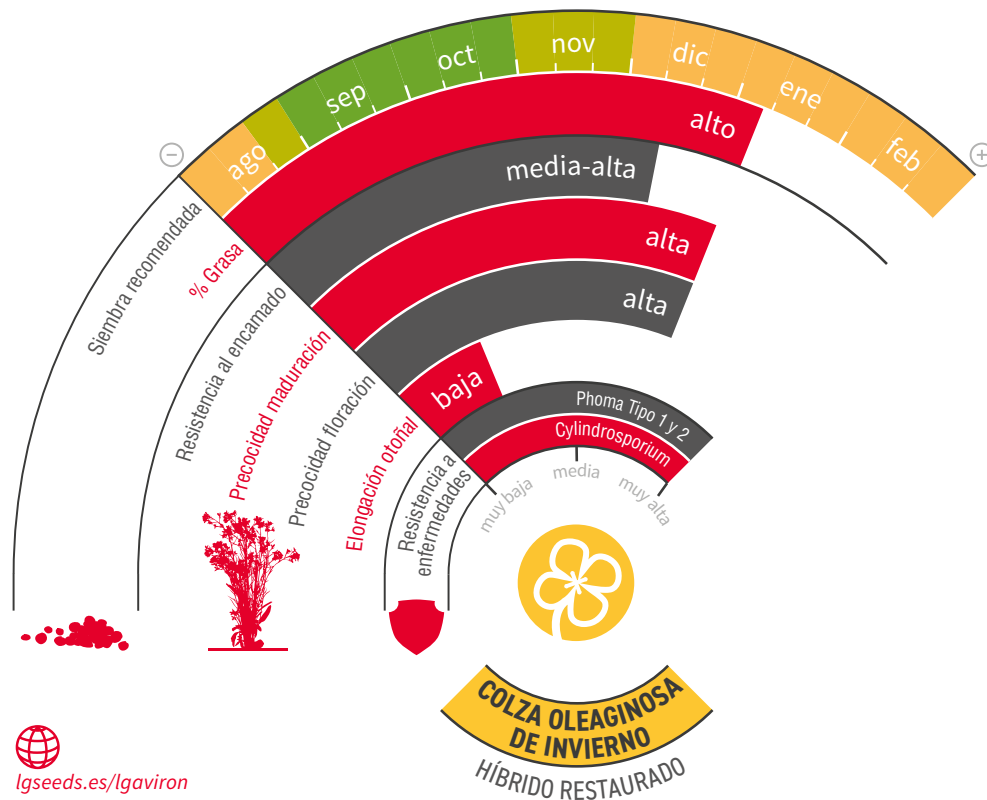 ago
sep
oct
nov
dic
ene
feb
−
+
Siembra recomendada
% Grasa
alto
Resistencia al encamado
media-alta
Precocidad maduración
alta
Precocidad floración
alta
Elongación otoñal
baja
Resistencia a
enfermedades
Phoma Tipo 1 y 2
Cylindrosporium
muy baja
media
muy alta
COLZA OLEAGINOSA
DE INVIERNO
HÍBRIDO RESTAURADO
lgseeds.es/lgaviron